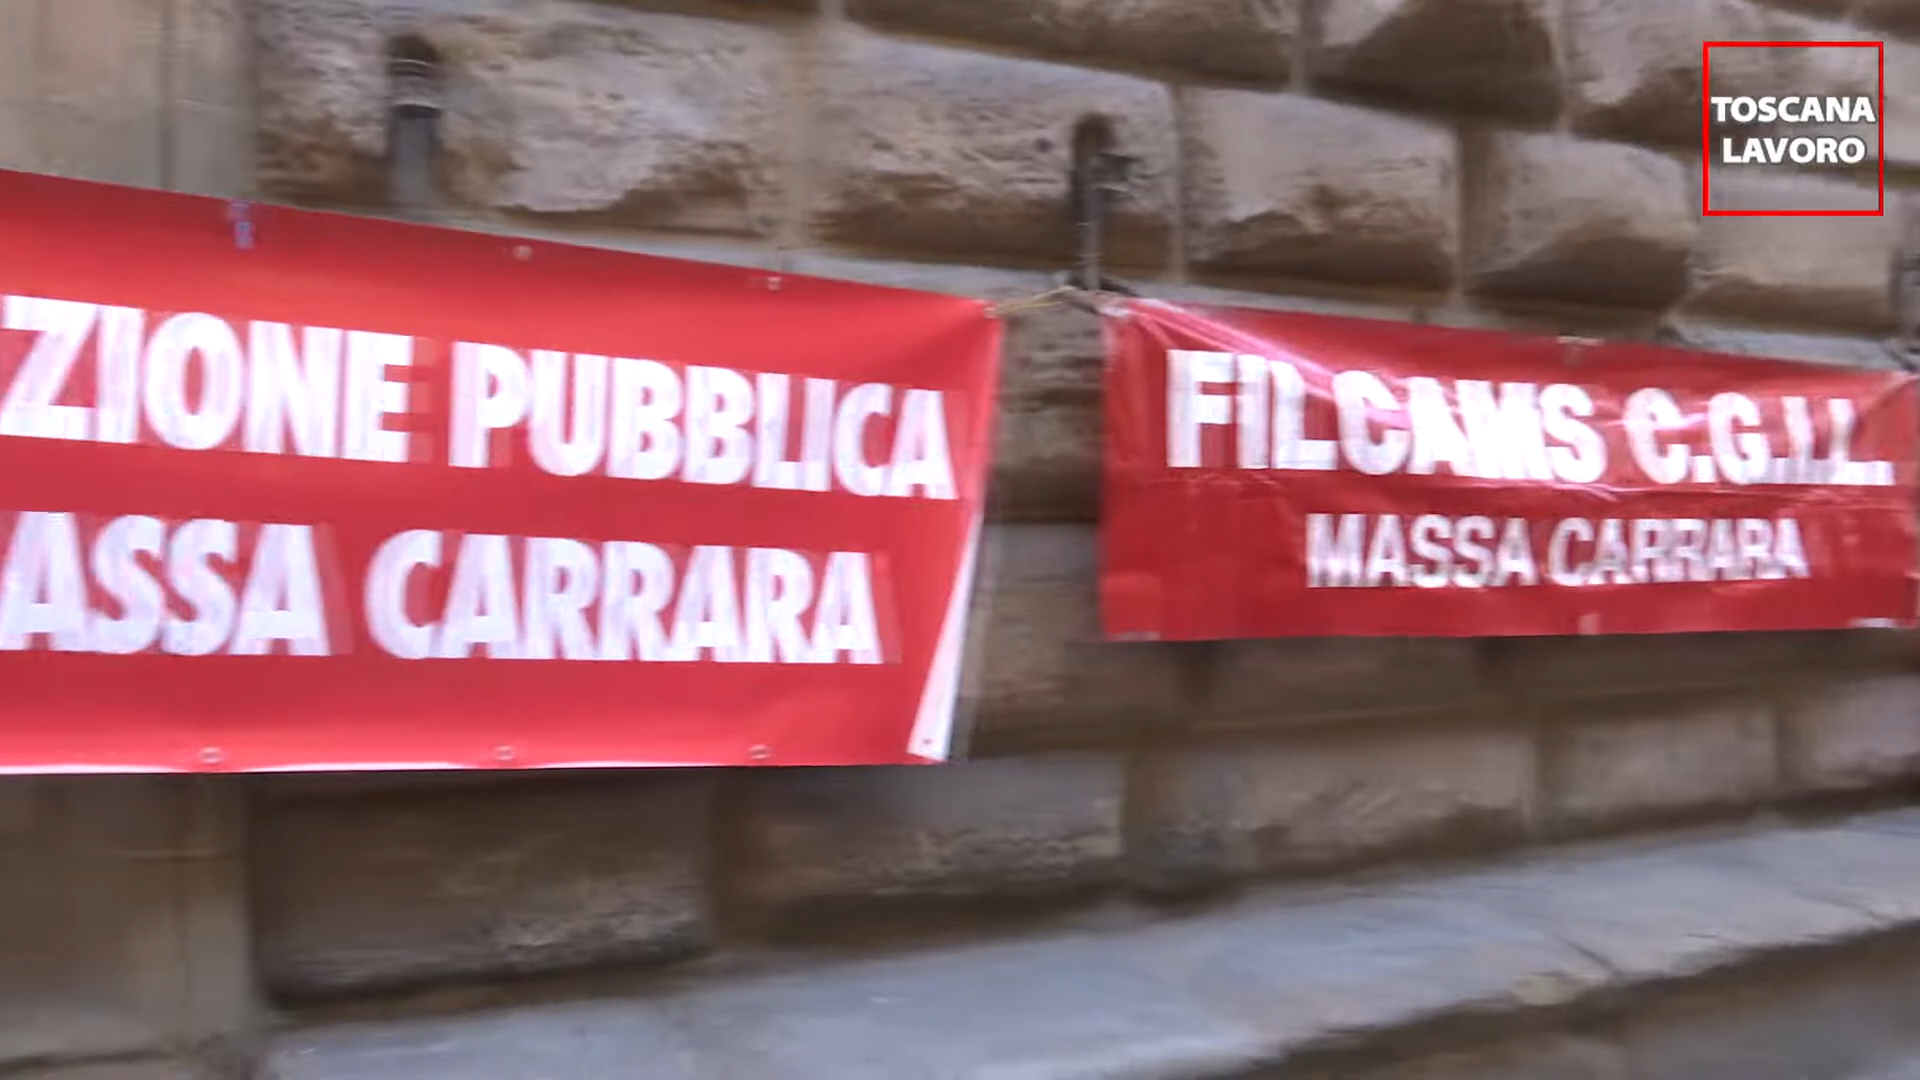 ZIONE PUBBLICA
ASSA CARRARA
FILCAMS C.G.I.L.
MASSA CARRARA
TOSCANA
LAVORO